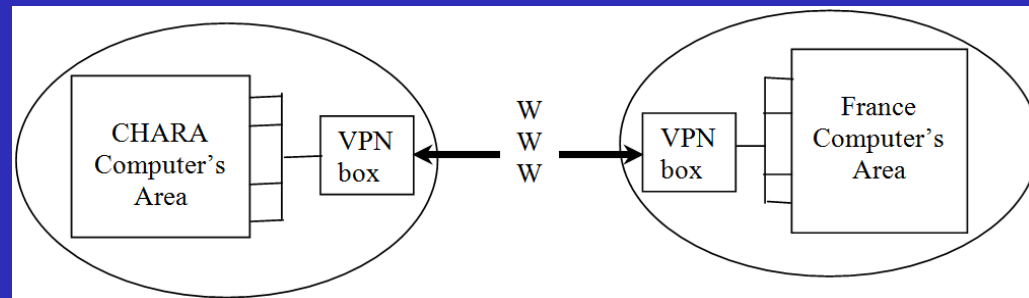 CHARA
Computer's
Area
VPN
box
W
W
W
VPN
box
France
Computer's
Area